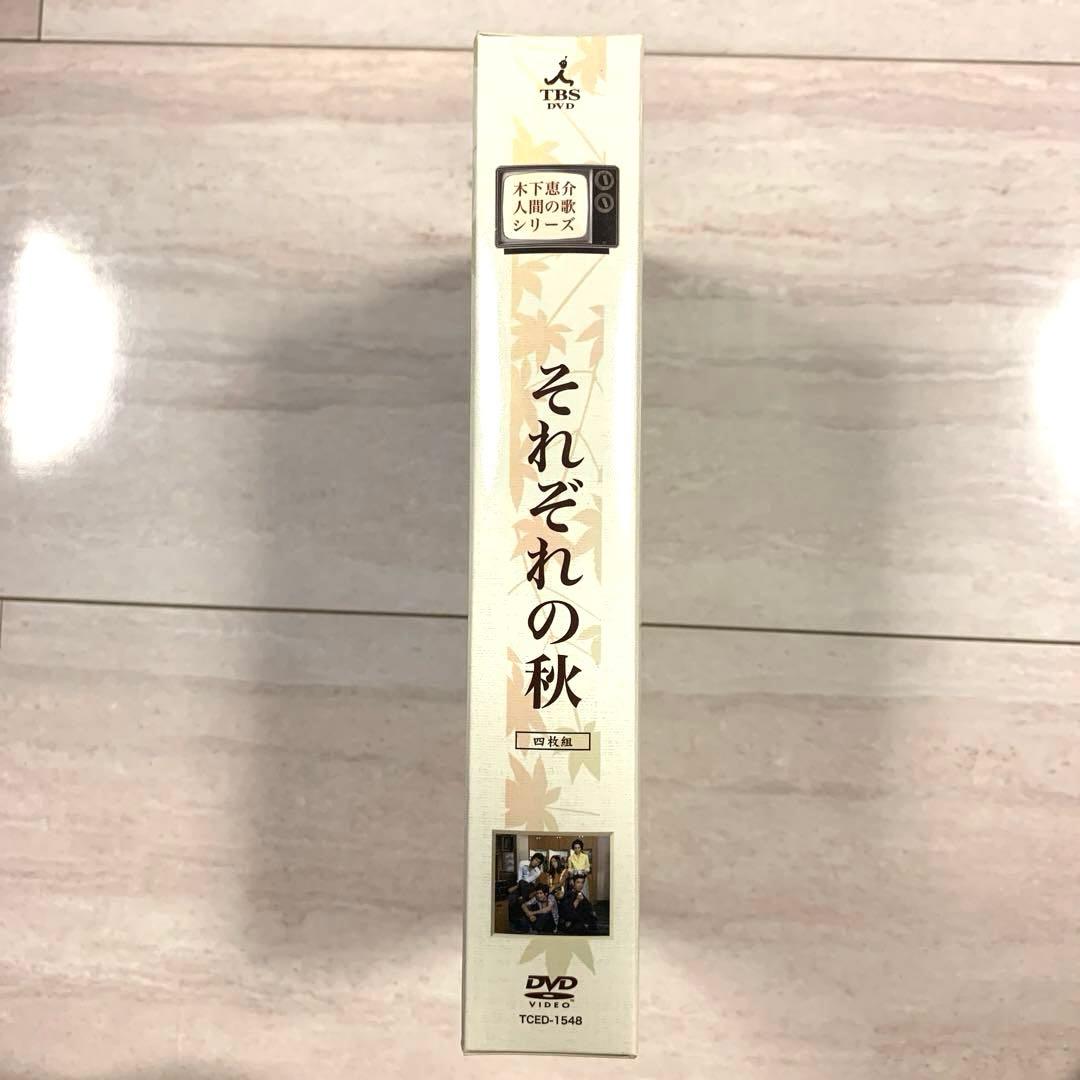 TBS
DVD
木下恵介
人間の歌
シリーズ
それぞれの秋
四枚組
DVD
VIDEO™
TCED-1548